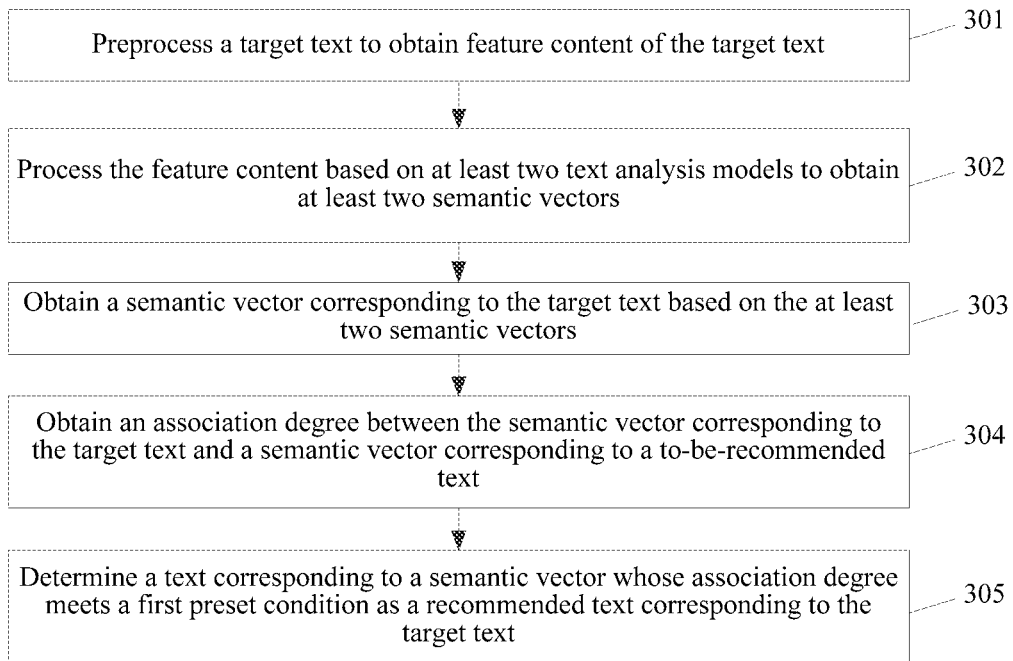 Preprocess a target text to obtain feature content of the target text
301
Process the feature content based on at least two text analysis models to obtain
at least two semantic vectors
302
Obtain a semantic vector corresponding to the target text based on the at least
two semantic vectors
303
Obtain an association degree between the semantic vector corresponding to
the target text and a semantic vector corresponding to a to-be-recommended
text
304
Determine a text corresponding to a semantic vector whose association degree
meets a first preset condition as a recommended text corresponding to the
target text
305